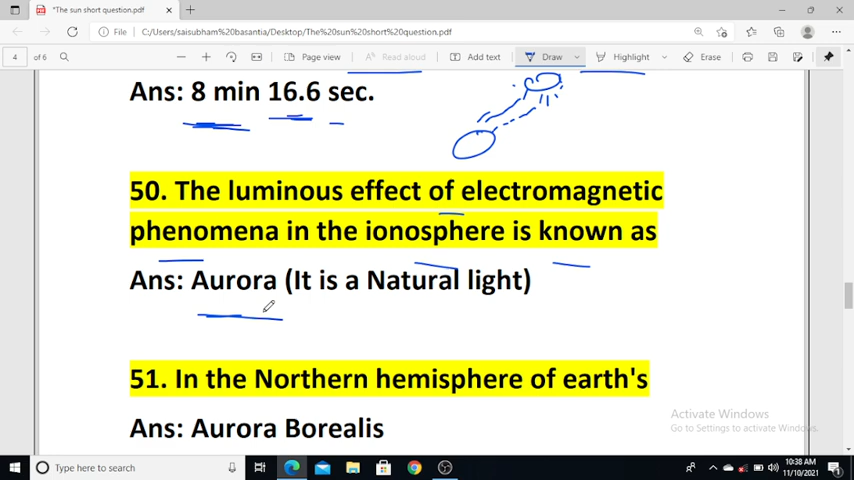 *The sun short question.pdf
File
C:/Users/saisubham%20basantia/Desktop/The%20sun%20short%20question.pdf
4
of 6
Page view
Read aloud
Add text
Draw
Highlight
Erase
Ans: 8 min 16.6 sec.
50. The luminous effect of electromagnetic
phenomena in the ionosphere is known as
Ans: Aurora (It is a Natural light)
51. In the Northern hemisphere of earth's
Ans: Aurora Borealis
Activate Windows
Go to Settings to activate Windows.
Type here to search
10:38 AM
11/10/2021